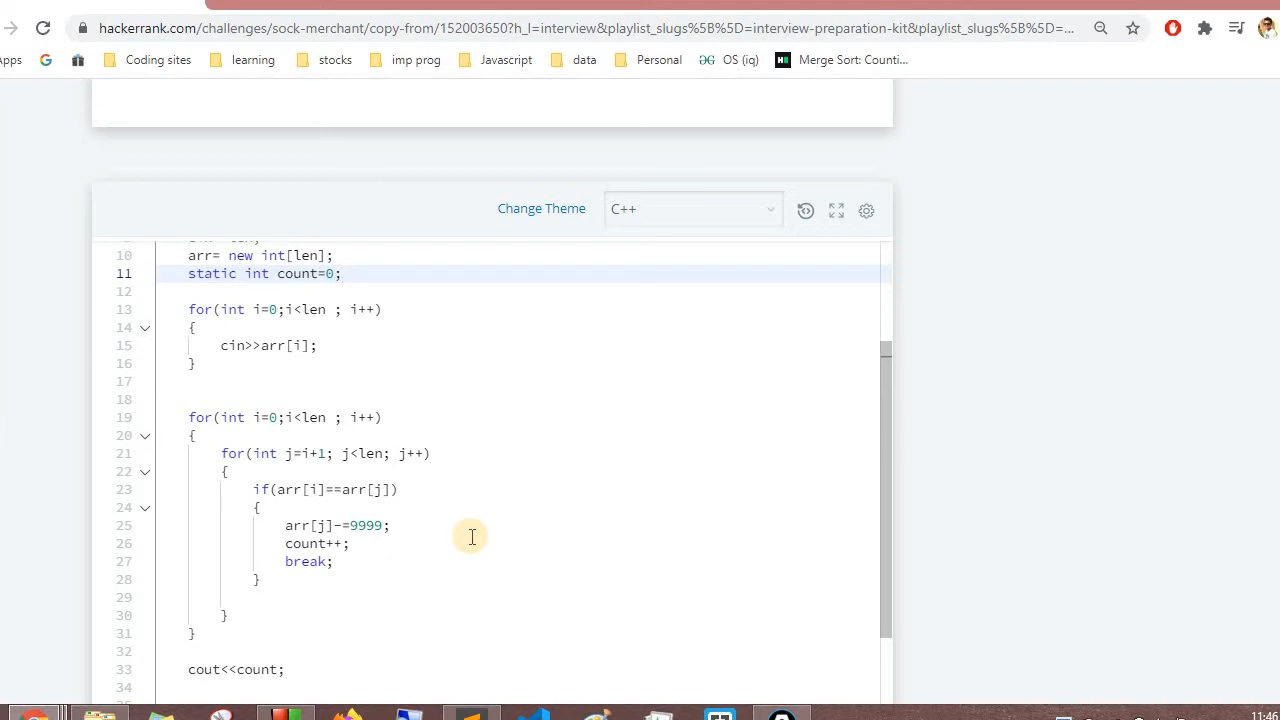 hackerrank.com/challenges/sock-merchant/copy-from/152003650?h_l=interview&playlist_slugs%5B%5D=interview-preparation-kit&playlist_slugs%5B%5D=...
Coding sites learning stocks imp prog Javascript data Personal OS (iq) Merge Sort: Counti...
Change Theme C++
10 arr= new int[len];
11 static int count=0;
12
13 for(int i=0;i<len ; i++)
14 {
15 cin>>arr[i];
16 }
17
18
19 for(int i=0;i<len ; i++)
20 {
21 for(int j=i+1; j<len; j++)
22 {
23 if(arr[i]==arr[j])
24 {
25 arr[j]-=9999;
26 count++;
27 break;
28 }
29
30 }
31 }
32
33 cout<<count;
34
11:46